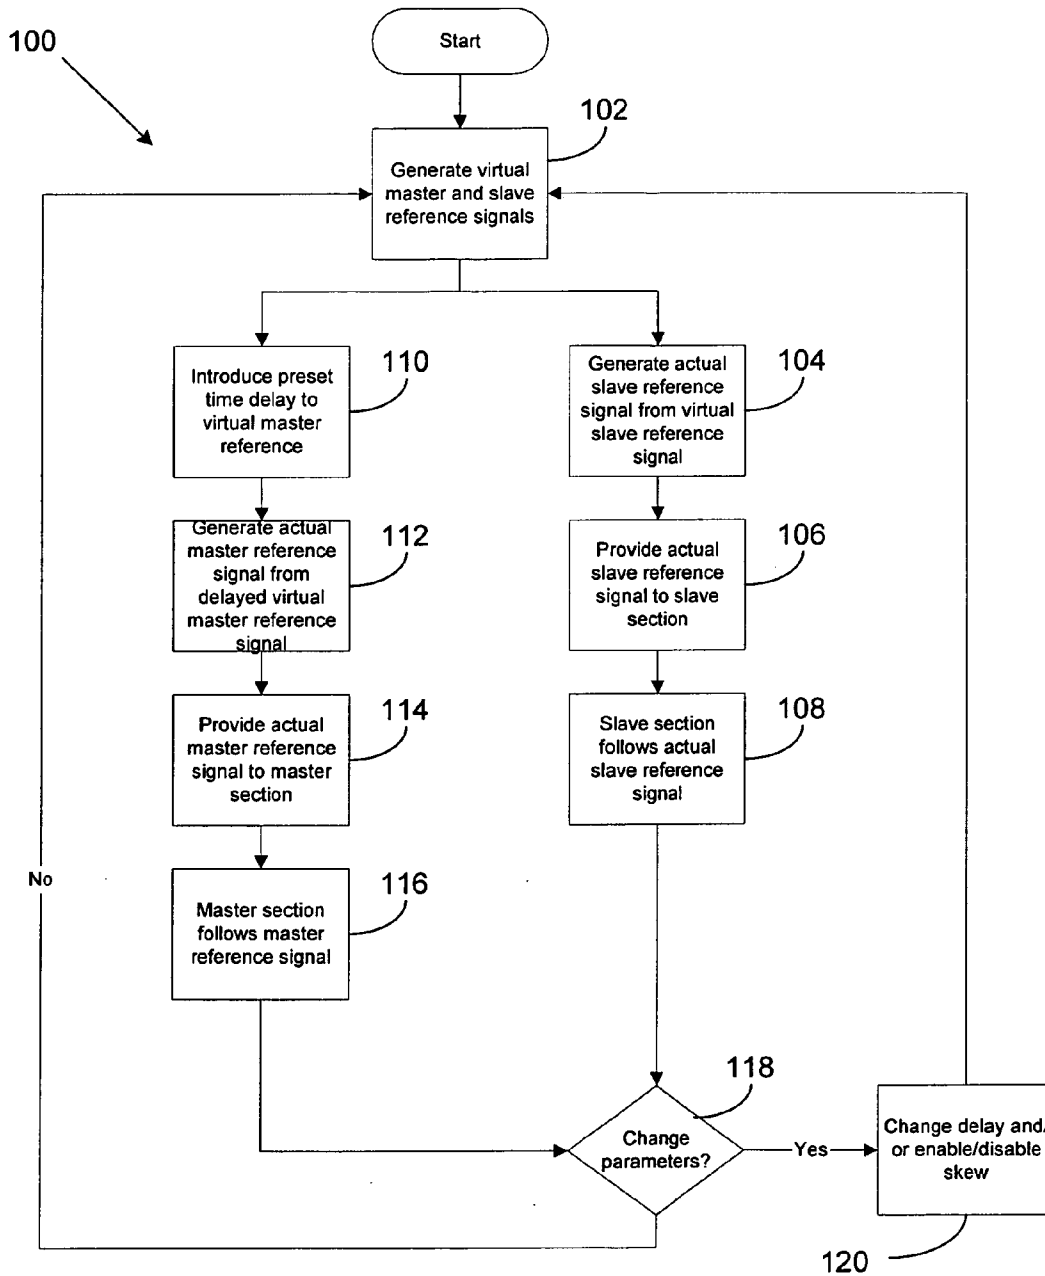 100
Start
102
Generate virtual
master and slave
reference signals
110
Introduce preset
time delay to
virtual master
reference
104
Generate actual
slave reference
signal from virtual
slave reference
signal
112
Generate actual
master reference
signal from
delayed virtual
master reference
signal
106
Provide actual
slave reference
signal to slave
section
114
Provide actual
master reference
signal to master
section
108
Slave section
follows actual
slave reference
signal
No
116
Master section
follows master
reference signal
118
Change
parameters?
Yes
Change delay and/
or enable/disable
skew
120